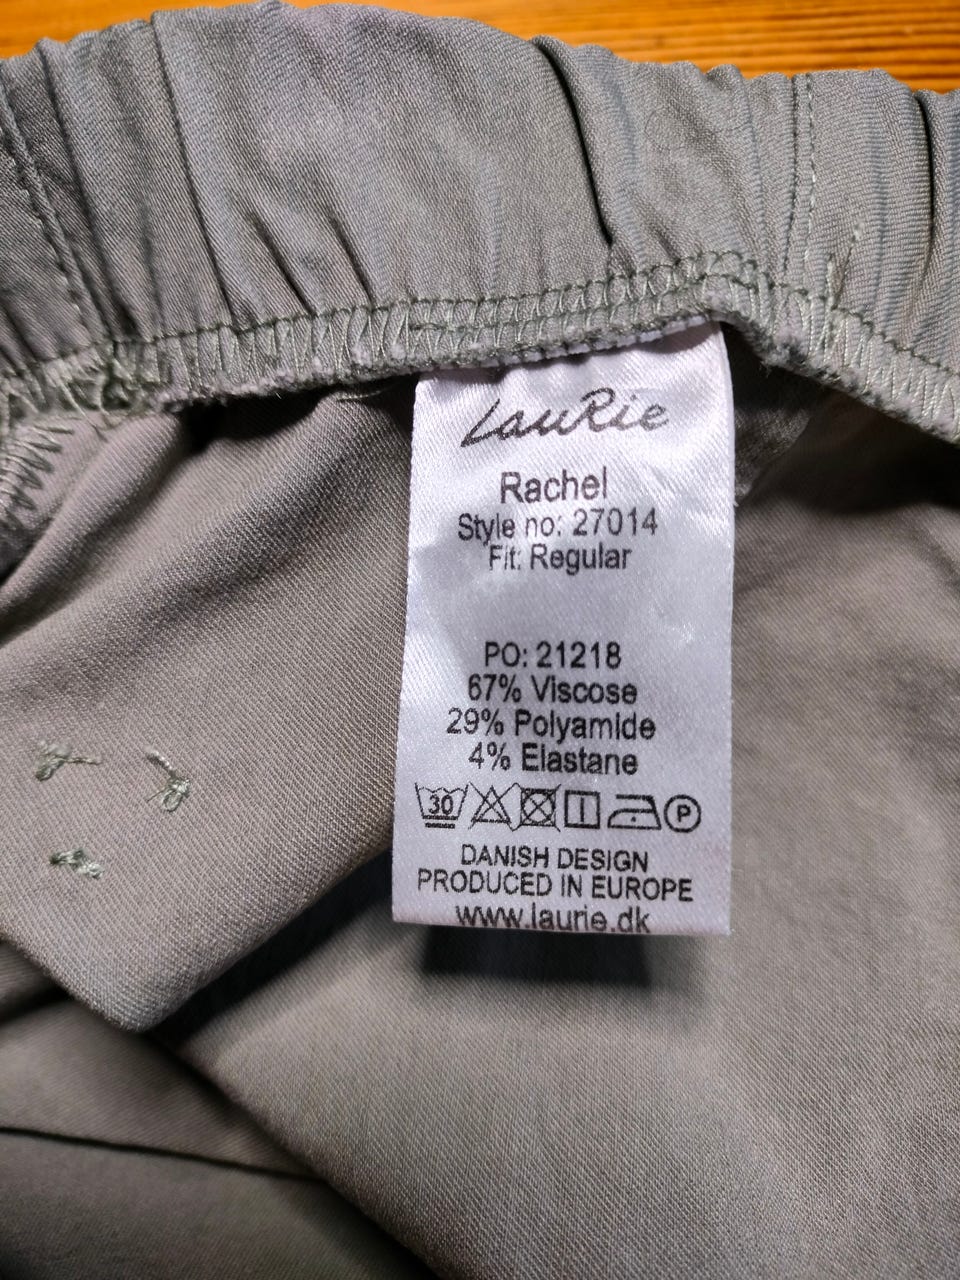 LauRie
Rachel
Style no: 27014
Fit: Regular
PO: 21218
67% Viscose
29% Polyamide
4% Elastane
30 P
DANISH DESIGN
PRODUCED IN EUROPE
www.laurie.dk